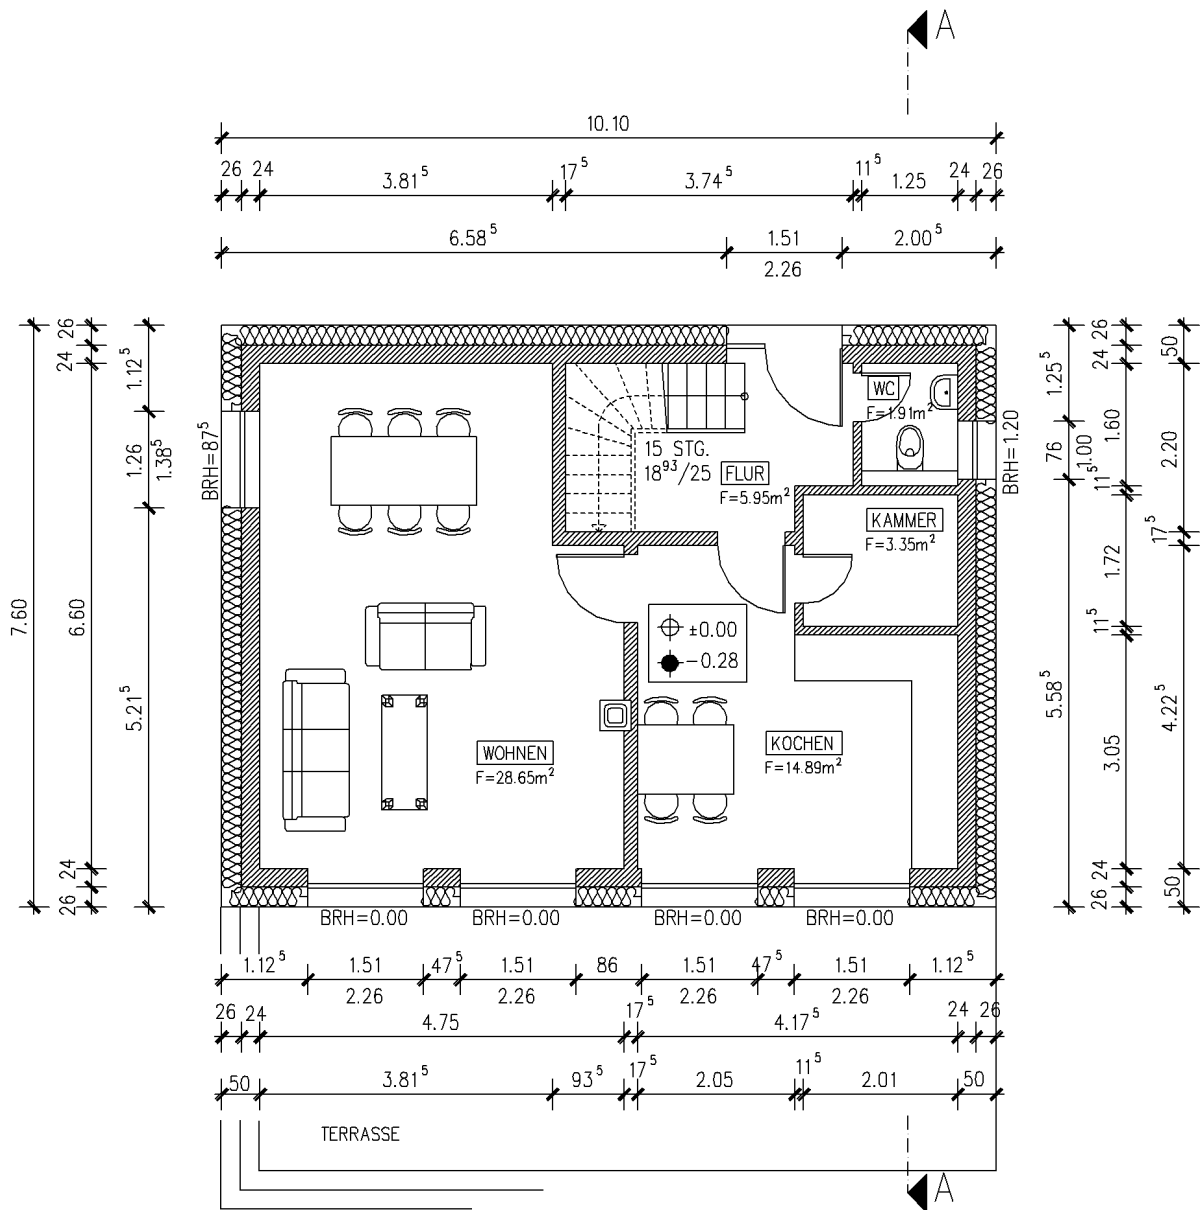 A
10.10
26 24 3.81⁵ 17⁵ 3.74⁵ 11⁵ 1.25 24 26
6.58⁵ 1.51 2.00⁵
2.26
7.60
26
24
6.60
24
26
1.12⁵
1.26
1.38⁵
5.21⁵
BRH=87⁵
WC
F=1.91m²
15 STG.
18⁹³/25
FLUR
F=5.95m²
KAMMER
F=3.35m²
±0.00
-0.28
WOHNEN
F=28.65m²
KOCHEN
F=14.89m²
BRH=1.20
1.25⁵
76
1.00
5.58⁵
26
24
1.60
11⁵
1.72
11⁵
3.05
24
26
50
2.20
17⁵
4.22⁵
50
BRH=0.00 BRH=0.00 BRH=0.00 BRH=0.00
1.12⁵ 1.51 47⁵ 1.51 86 1.51 47⁵ 1.51 1.12⁵
2.26 2.26 2.26 2.26
26 24 4.75 17⁵ 4.17⁵ 24 26
50 3.81⁵ 93⁵ 17⁵ 2.05 11⁵ 2.01 50
TERRASSE
A